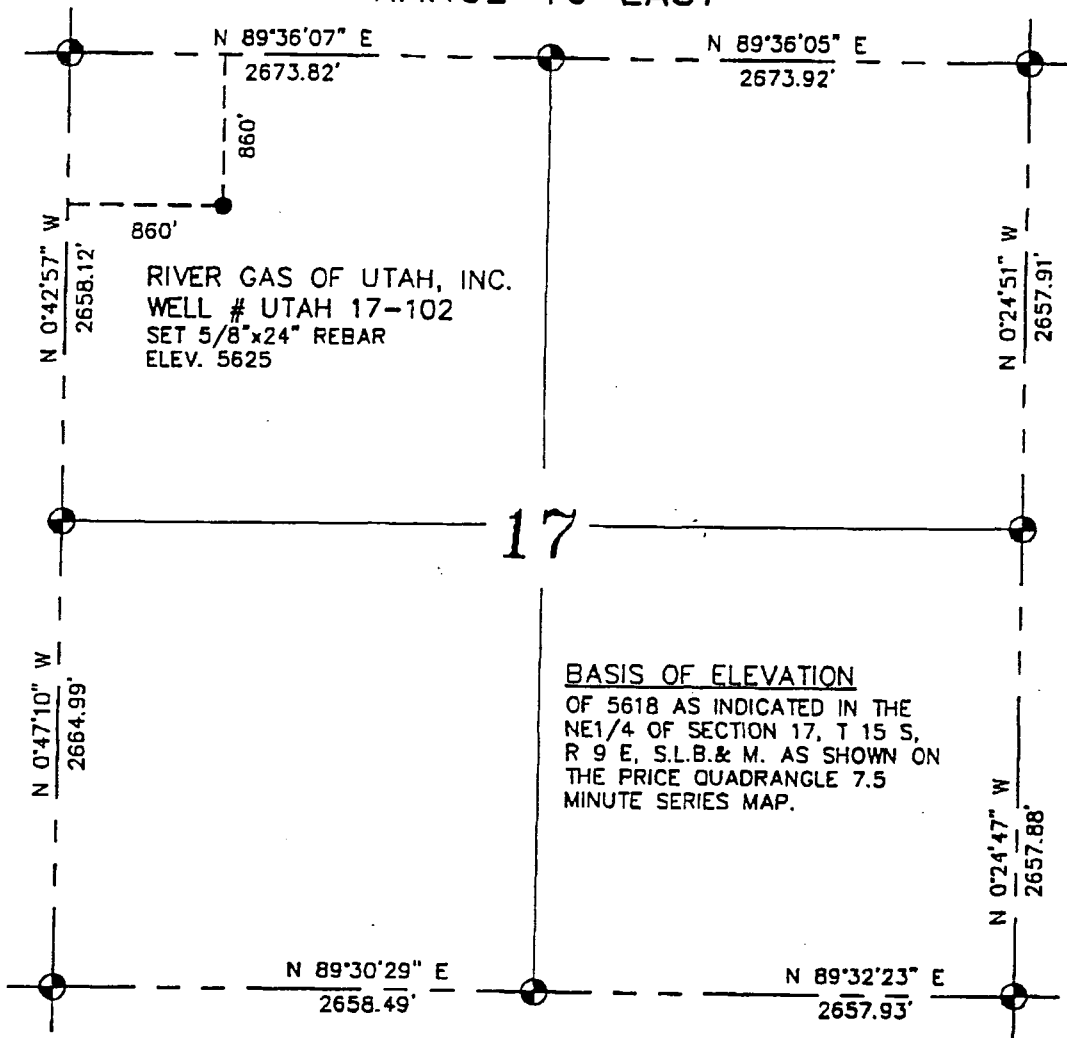 RANGE 10 EAST
N 89°36'07" E
2673.82'
N 89°36'05" E
2673.92'
860'
860'
N 0°42'57" W
2658.12'
RIVER GAS OF UTAH, INC.
WELL # UTAH 17-102
SET 5/8"x24" REBAR
ELEV. 5625
N 0°24'51" W
2657.91'
17
N 0°47'10" W
2664.99'
BASIS OF ELEVATION
OF 5618 AS INDICATED IN THE
NE1/4 OF SECTION 17, T 15 S,
R 9 E, S.L.B.& M. AS SHOWN ON
THE PRICE QUADRANGLE 7.5
MINUTE SERIES MAP.
N 0°24'47" W
2657.88'
N 89°30'29" E
2658.49'
N 89°32'23" E
2657.93'